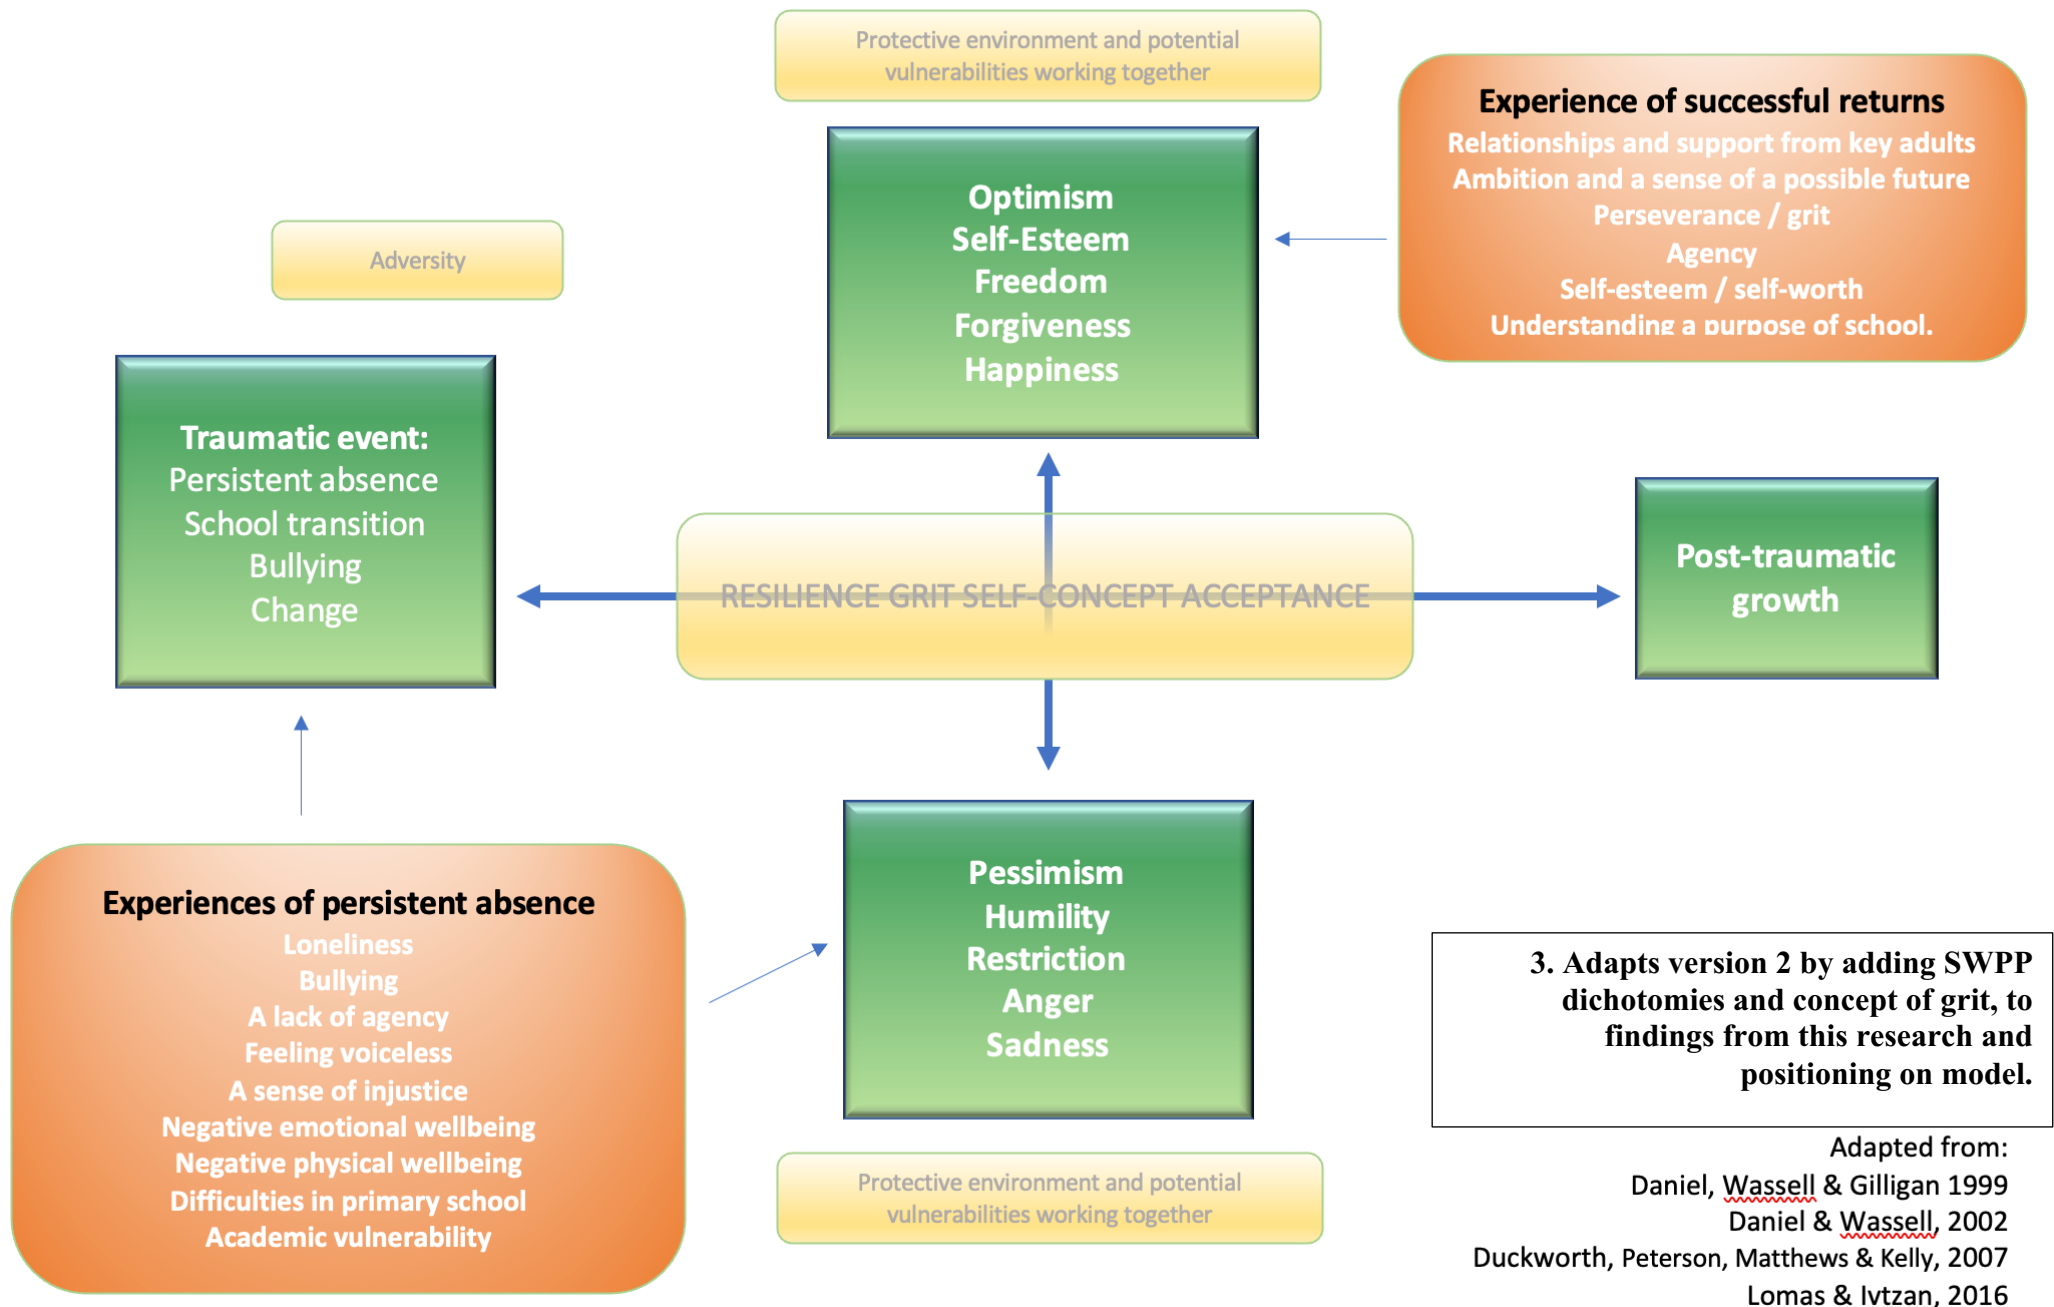 Protective environment and potential
vulnerabilities working together
Experience of successful returns
Relationships and support from key adults
Ambition and a sense of a possible future
Perseverance / grit
Agency
Self-esteem / self-worth
Understanding a purpose of school.
Optimism
Self-Esteem
Freedom
Forgiveness
Happiness
Adversity
Traumatic event:
Persistent absence
School transition
Bullying
Change
RESILIENCE GRIT SELF-CONCEPT ACCEPTANCE
Post-traumatic
growth
Experiences of persistent absence
Loneliness
Bullying
A lack of agency
Feeling voiceless
A sense of injustice
Negative emotional wellbeing
Negative physical wellbeing
Difficulties in primary school
Academic vulnerability
Pessimism
Humility
Restriction
Anger
Sadness
Protective environment and potential
vulnerabilities working together
3. Adapts version 2 by adding SWPP
dichotomies and concept of grit, to
findings from this research and
positioning on model.
Adapted from:
Daniel, Wassell & Gilligan 1999
Daniel & Wassell, 2002
Duckworth, Peterson, Matthews & Kelly, 2007
Lomas & Ivtzan, 2016